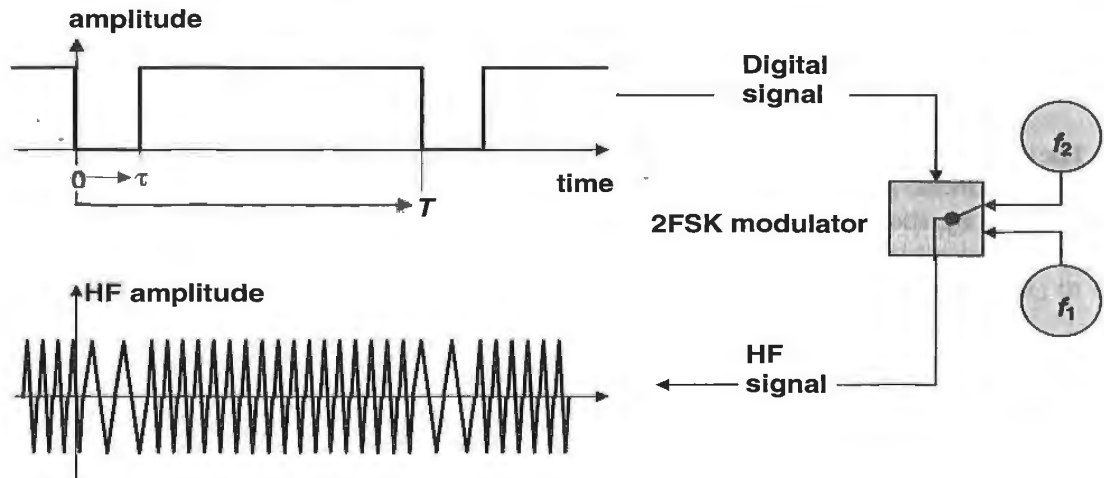 amplitude
0
τ
time
T
Digital
signal
f2
2FSK modulator
f1
HF amplitude
HF
signal